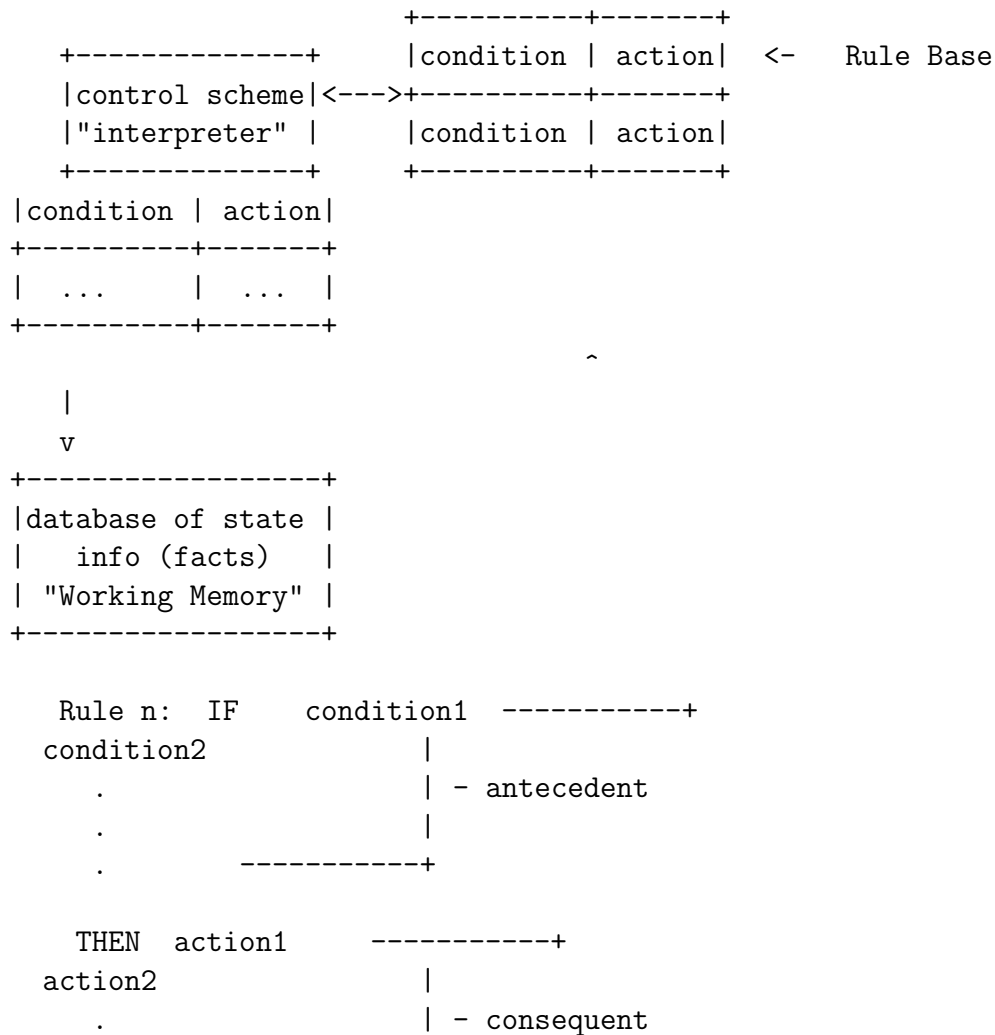 +----------+-------+
+--------------+ |condition | action| <- Rule Base
|control scheme|<--->+----------+-------+
|"interpreter" | |condition | action|
+--------------+ +----------+-------+
|condition | action|
+----------+-------+
| ... | ... |
+----------+-------+
^
|
v
+------------------+
|database of state |
| info (facts) |
| "Working Memory" |
+------------------+
Rule n: IF condition1 -----------+
condition2 |
. | - antecedent
. |
. -----------+
THEN action1 -----------+
action2 |
. | - consequent